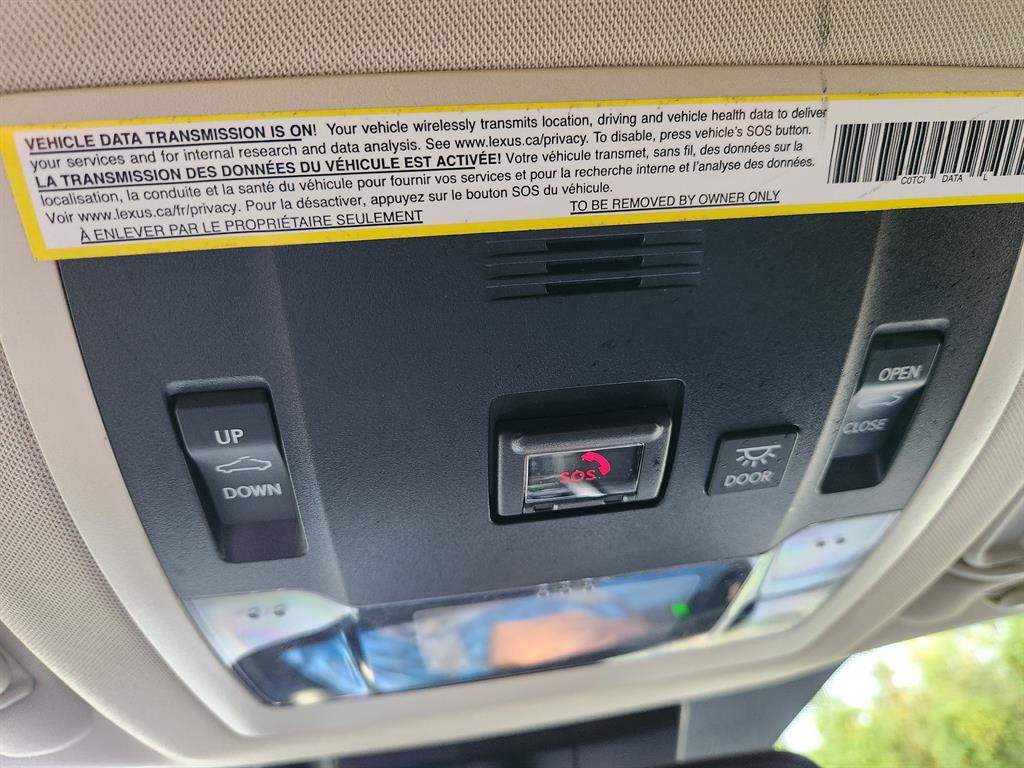 VEHICLE DATA TRANSMISSION IS ON! Your vehicle wirelessly transmits location, driving and vehicle health data to deliver
your services and for internal research and data analysis. See www.lexus.ca/privacy. To disable, press vehicle's SOS button.
LA TRANSMISSION DES DONNÉES DU VÉHICULE EST ACTIVÉE! Votre véhicule transmet, sans fil, des données sur la
localisation, la conduite et la santé du véhicule pour fournir vos services et pour la recherche interne et l'analyse des données.
Voir www.lexus.ca/fr/privacy. Pour la désactiver, appuyez sur le bouton SOS du véhicule.
À ENLEVER PAR LE PROPRIÉTAIRE SEULEMENT
TO BE REMOVED BY OWNER ONLY
C0TCI DATA L
UP
DOWN
SOS
DOOR
OPEN
CLOSE